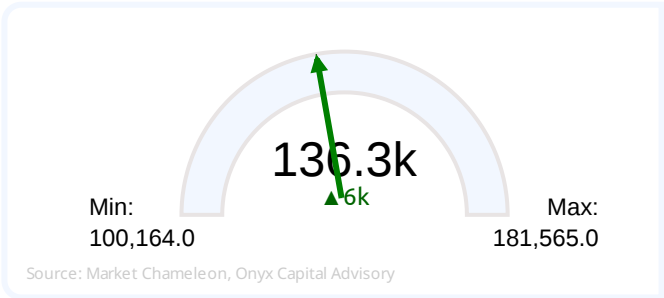 136.3k
▲6k
Min:
100,164.0
Max:
181,565.0
Source: Market Chameleon, Onyx Capital Advisory